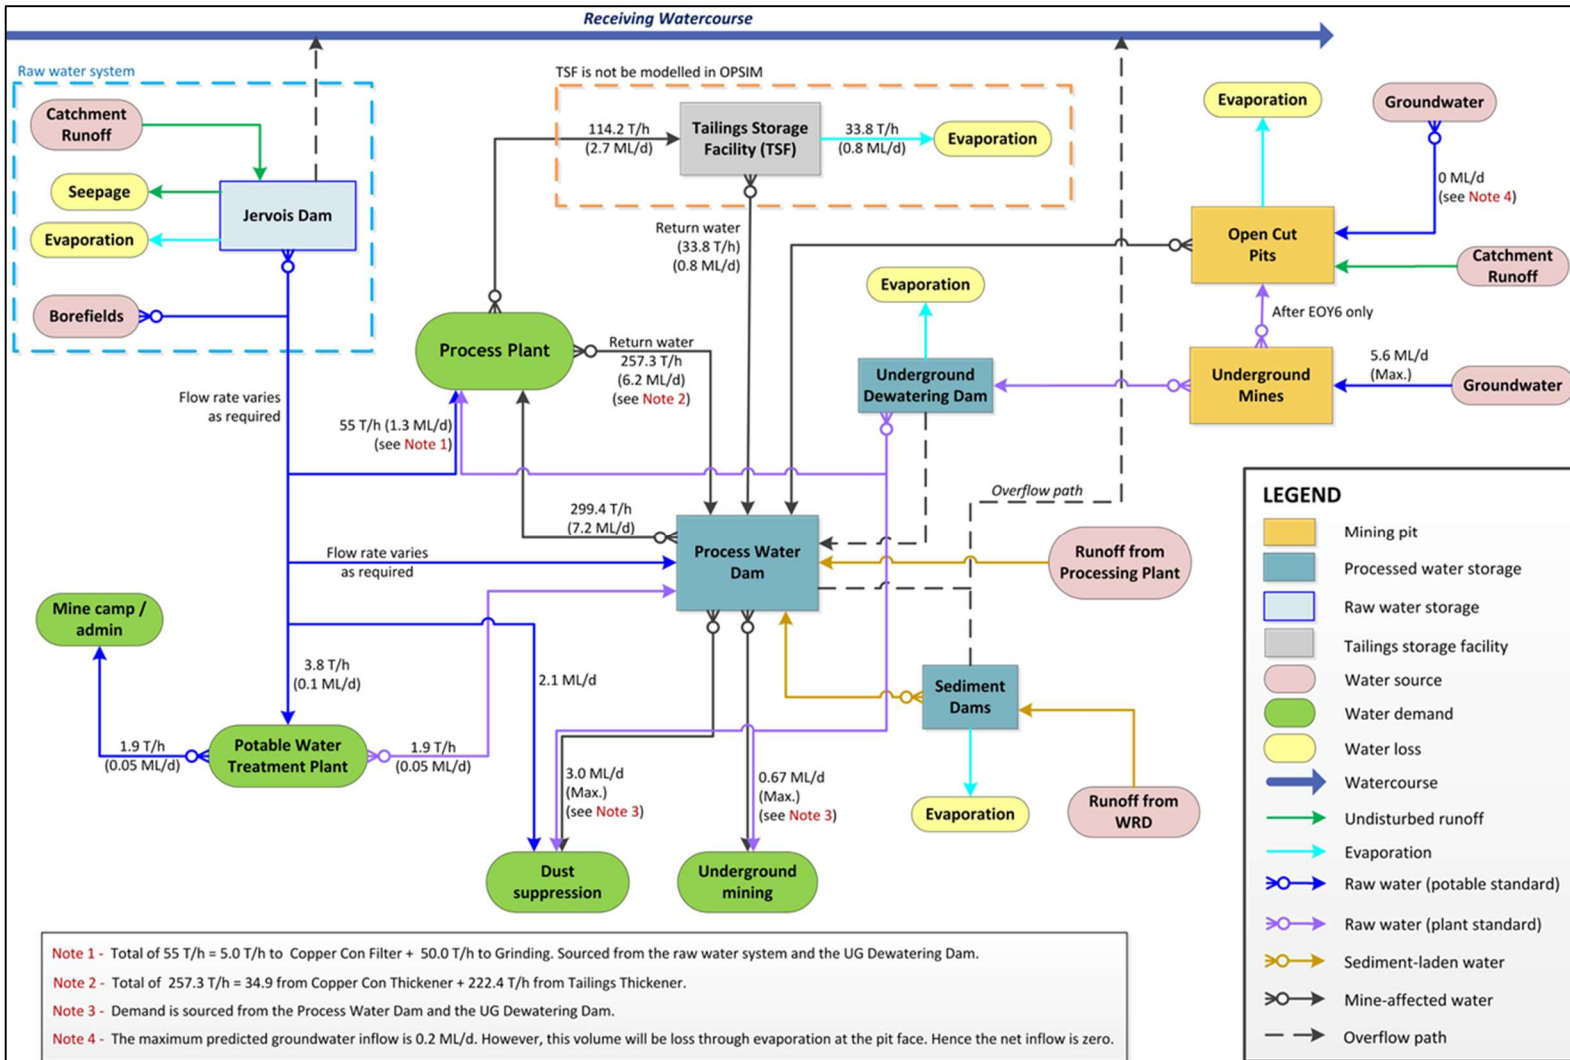 Receiving Watercourse
Raw water system
TSF is not be modelled in OPSIM
Catchment
Runoff
Seepage
Evaporation
Jervois Dam
Borefields
114.2 T/h
(2.7 ML/d)
Tailings Storage
Facility (TSF)
33.8 T/h
(0.8 ML/d)
Evaporation
Evaporation
Groundwater
0 ML/d
(see Note 4)
Open Cut
Pits
Catchment
Runoff
Return water
(33.8 T/h)
(0.8 ML/d)
Evaporation
After EOY6 only
Process Plant
Return water
257.3 T/h
(6.2 ML/d)
(see Note 2)
Underground
Dewatering Dam
Underground
Mines
5.6 ML/d
(Max.)
Groundwater
Flow rate varies
as required
55 T/h (1.3 ML/d)
(see Note 1)
299.4 T/h
(7.2 ML/d)
Overflow path
Process Water
Dam
Runoff from
Processing Plant
Flow rate varies
as required
Mine camp /
admin
3.8 T/h
(0.1 ML/d)
2.1 ML/d
Sediment
Dams
1.9 T/h
(0.05 ML/d)
Potable Water
Treatment Plant
1.9 T/h
(0.05 ML/d)
3.0 ML/d
(Max.)
(see Note 3)
0.67 ML/d
(Max.)
(see Note 3)
Evaporation
Runoff from
WRD
Dust
suppression
Underground
mining
LEGEND
Mining pit
Processed water storage
Raw water storage
Tailings storage facility
Water source
Water demand
Water loss
Watercourse
Undisturbed runoff
Evaporation
Raw water (potable standard)
Raw water (plant standard)
Sediment-laden water
Mine-affected water
Overflow path
Note 1 - Total of 55 T/h = 5.0 T/h to Copper Con Filter + 50.0 T/h to Grinding. Sourced from the raw water system and the UG Dewatering Dam.
Note 2 - Total of 257.3 T/h = 34.9 from Copper Con Thickener + 222.4 T/h from Tailings Thickener.
Note 3 - Demand is sourced from the Process Water Dam and the UG Dewatering Dam.
Note 4 - The maximum predicted groundwater inflow is 0.2 ML/d. However, this volume will be loss through evaporation at the pit face. Hence the net inflow is zero.